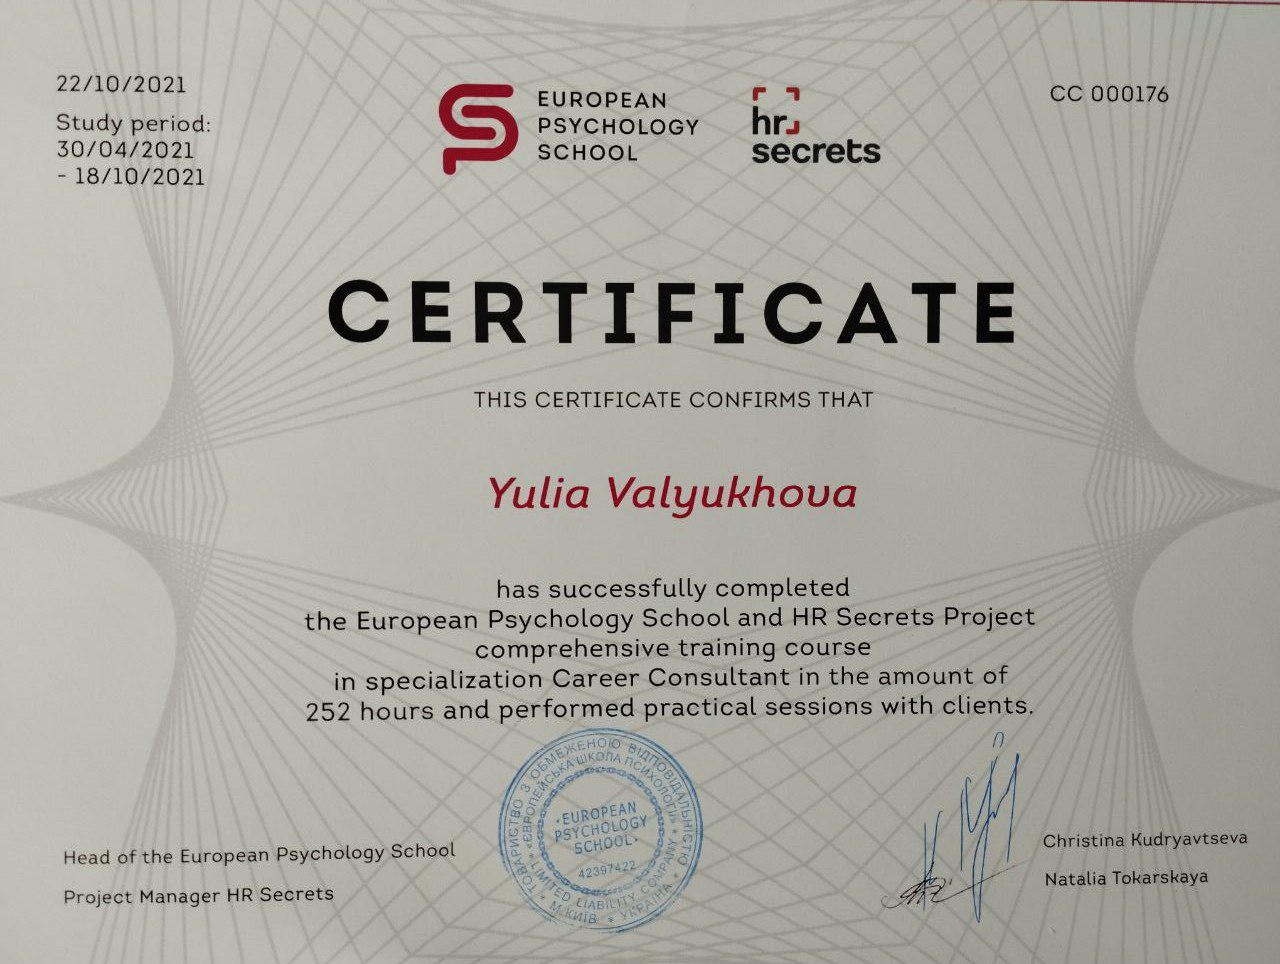 22/10/2021
Study period:
30/04/2021
- 18/10/2021
EUROPEAN
PSYCHOLOGY
SCHOOL
hr
secrets
CC 000176
CERTIFICATE
THIS CERTIFICATE CONFIRMS THAT
Yulia Valyukhova
has successfully completed
the European Psychology School and HR Secrets Project
comprehensive training course
in specialization Career Consultant in the amount of
252 hours and performed practical sessions with clients.
ТОВАРИСТВО З ОБМЕЖЕНОЮ ВІДПОВІДАЛЬНІСТЮ
«ЄВРОПЕЙСЬКА ШКОЛА ПСИХОЛОГІЇ»
EUROPEAN
PSYCHOLOGY
SCHOOL
42397422
LIMITED LIABILITY COMPANY
М.КИЇВ * УКРАЇНА
Head of the European Psychology School
Christina Kudryavtseva
Project Manager HR Secrets
Natalia Tokarskaya